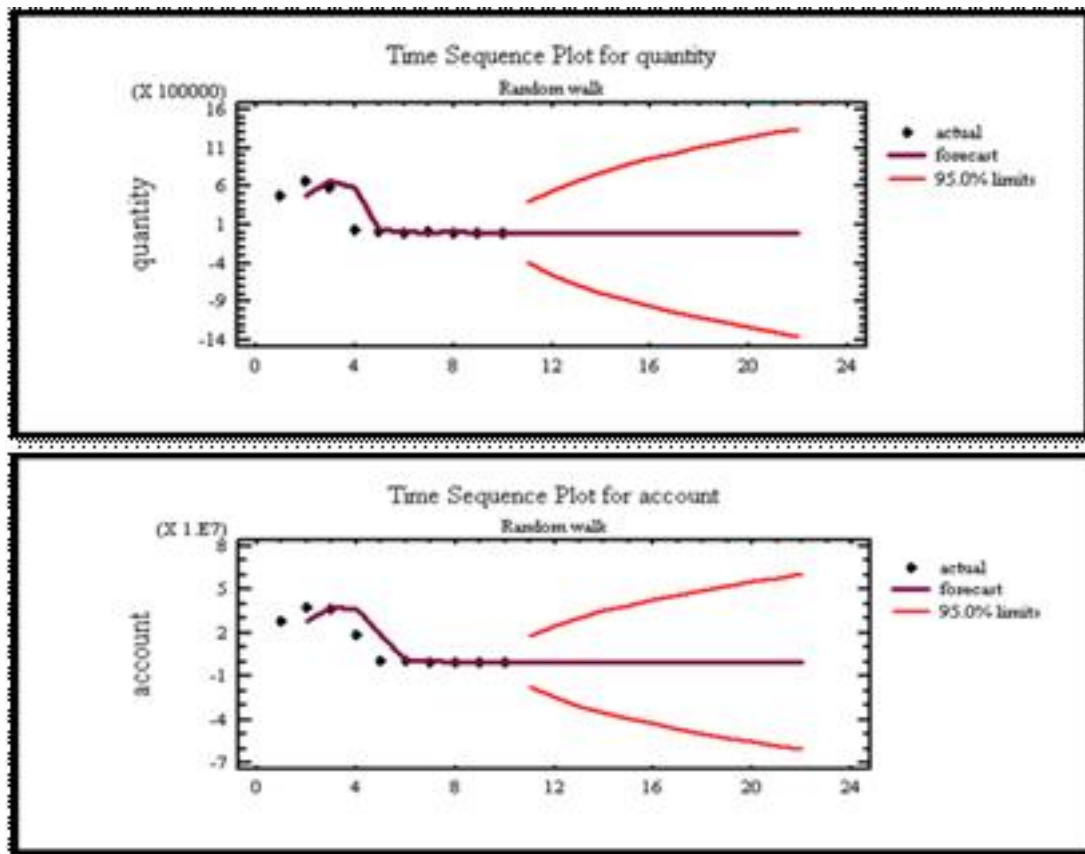 Time Sequence Plot for quantity
Random walk
(X 100000)
16
11
6
1
-4
-9
-14
quantity
0 4 8 12 16 20 24
actual
forecast
95.0% limits
Time Sequence Plot for account
Random walk
(X 1.E7)
8
5
2
-1
-4
-7
account
0 4 8 12 16 20 24
actual
forecast
95.0% limits